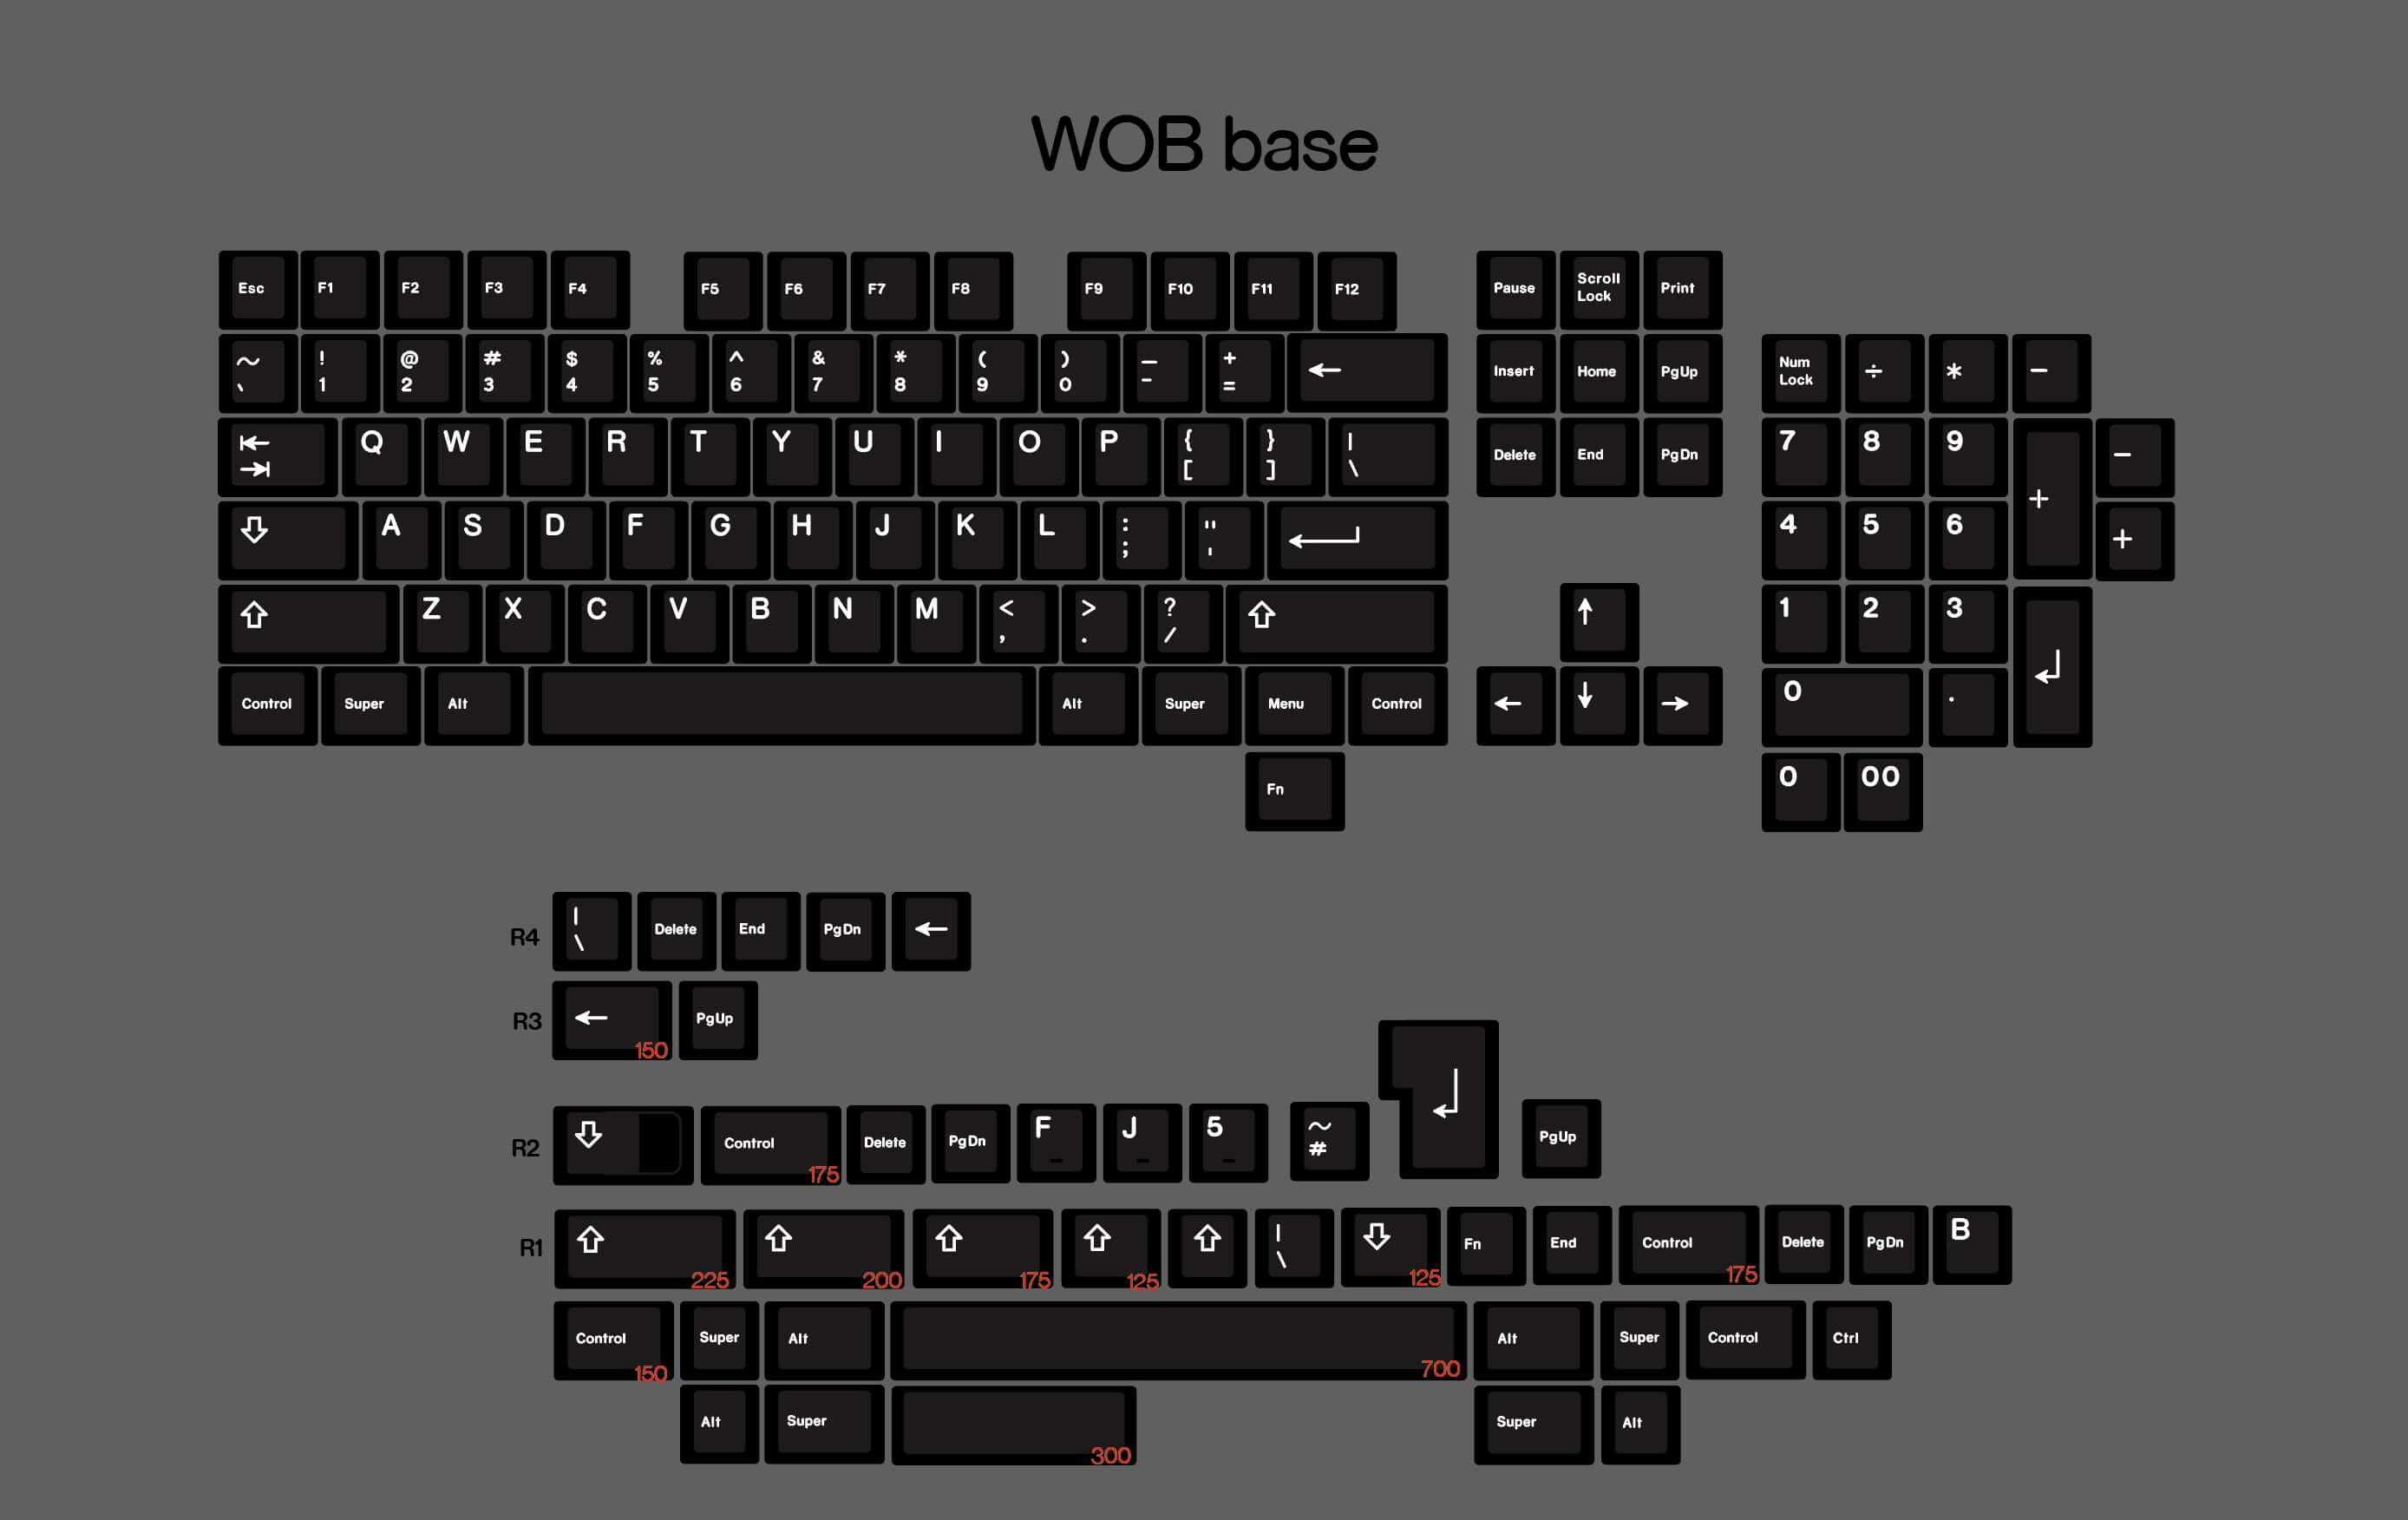 WOB base
Esc F1 F2 F3 F4 F5 F6 F7 F8 F9 F10 F11 F12 Pause Scroll Lock Print
~ ` ! 1 @ 2 # 3 $ 4 % 5 ^ 6 & 7 * 8 ( 9 ) 0 _ - + = ← Insert Home PgUp Num Lock ÷ * −
⇤ ⇥ Q W E R T Y U I O P { [ } ] | \ Delete End PgDn 7 8 9 + −
⇩ A S D F G H J K L : ; " ' ↵ 4 5 6 +
⇧ Z X C V B N M < , > . ? / ⇧ ↑ 1 2 3 ↵
Control Super Alt Alt Super Menu Control ← ↓ → 0 .
Fn 0 00
R4 | \ Delete End PgDn ←
R3 ← 150 PgUp
R2 ⇩ Control 175 Delete PgDn F _ J _ 5 _ ~ # ↵ PgUp
R1 ⇧ 225 ⇧ 200 ⇧ 175 ⇧ 125 ⇧ | \ ⇩ 125 Fn End Control 175 Delete PgDn B
Control 150 Super Alt 700 Alt Super Control Ctrl
Alt Super 300 Super Alt